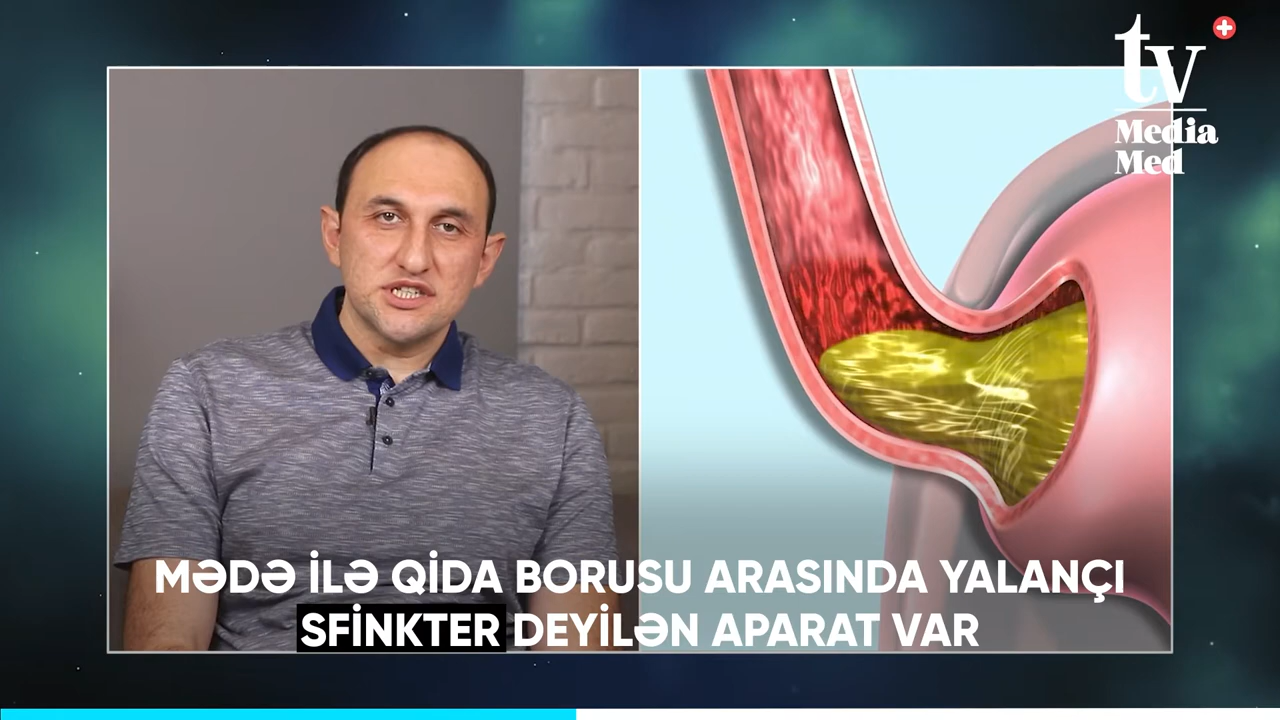 tv
Media
Med
MƏDƏ İLƏ QİDA BORUSU ARASINDA YALANÇI
SFİNKTER DEYİLƏN APARAT VAR